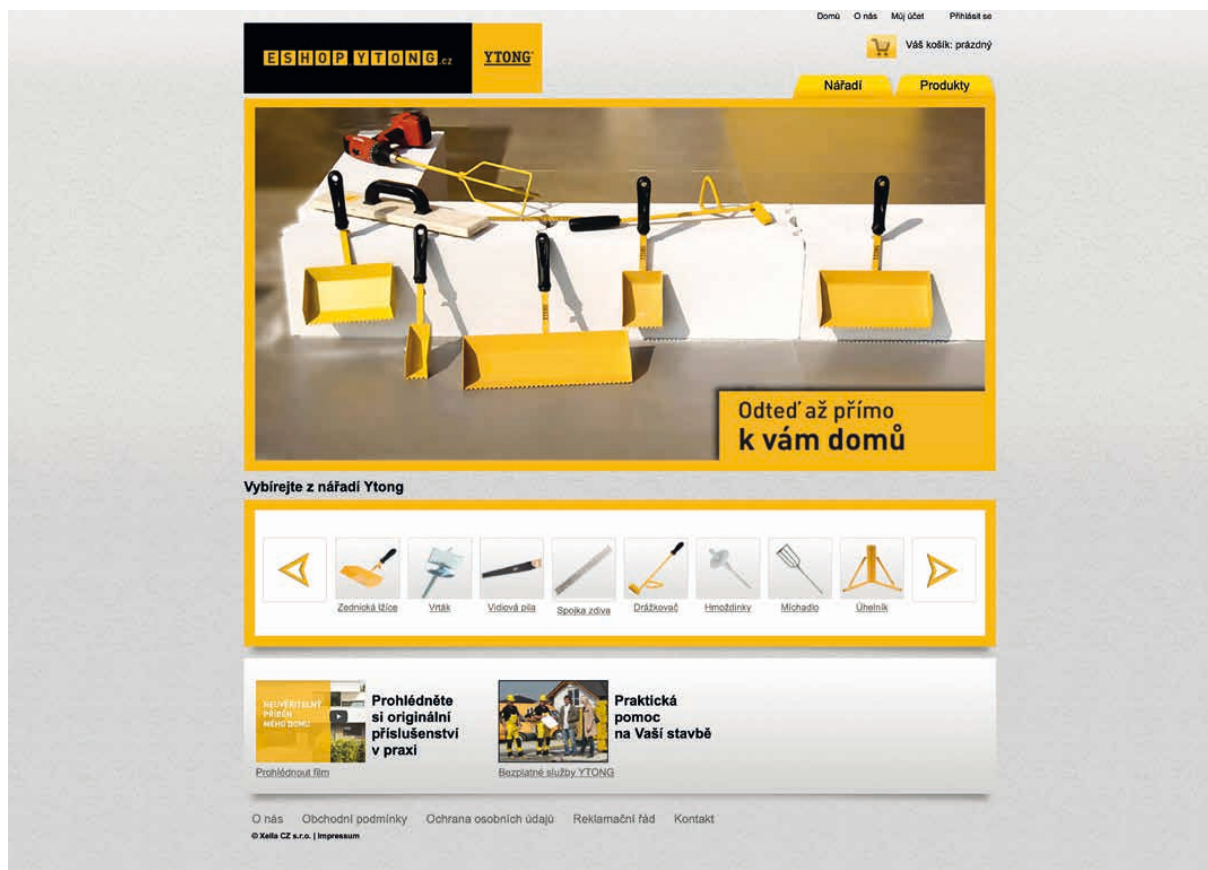 Domů O nás Můj účet Přihlásit se
ESHOP.YTONG.cz
YTONG
Váš košík: prázdný
Nářadí Produkty
Odteď až přímo
k vám domů
Vybírejte z nářadí Ytong
Zednická lžíce Vrták Vidiová pila Spojka zdiva Drážkovač Hmoždinky Míchadlo Úhelník
NEUVĚŘITELNÝ
PŘÍBĚH
MÉHO DOMU
Prohlédněte
si originální
příslušenství
v praxi
Prohlédnout film
Praktická
pomoc
na Vaší stavbě
Bezplatné služby YTONG
O nás Obchodní podmínky Ochrana osobních údajů Reklamační řád Kontakt
© Xella CZ s.r.o. | Impressum